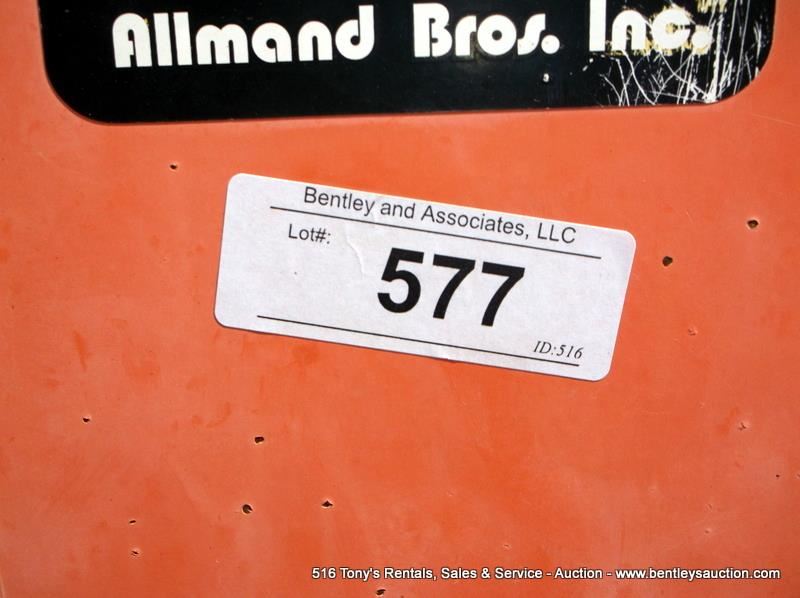 Allmand Bros. Inc.
Bentley and Associates, LLC
Lot#:
577
ID:516
516 Tony's Rentals, Sales & Service - Auction - www.bentleysauction.com